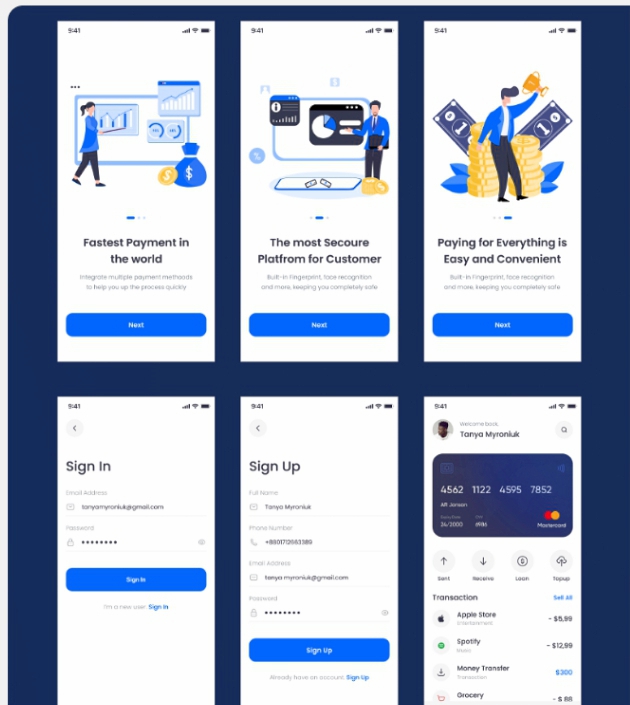 9:41
Fastest Payment in
the world
Integrate multiple payment methoods
to help you up the process quickly
Next
9:41
The most Secoure
Platfrom for Customer
Built-in Fingerprint, face recognition
and more, keeping you completely safe
Next
9:41
Paying for Everything is
Easy and Convenient
Built-in Fingerprint, face recognition
and more, keeping you completely safe
Next
9:41
Sign In
Email Address
tanyamyroniuk@gmail.com
Password
Sign In
I'm a new user. Sign In
9:41
Sign Up
Full Name
Tanya Myroniuk
Phone Number
+8801712663389
Email Address
tanya myroniuk@gmail.com
Password
Sign Up
Already have an account. Sign Up
9:41
Welcome back,
Tanya Myroniuk
4562 1122 4595 7852
AR Jonson
Expiry Date
24/2000
6986
Mastercard
Sent
Receive
Loan
Topup
Transaction
Sell All
Apple Store
Entertainment
- $5,99
Spotify
Music
- $12,99
Money Transfer
Transaction
$300
Grocery
- $ 88